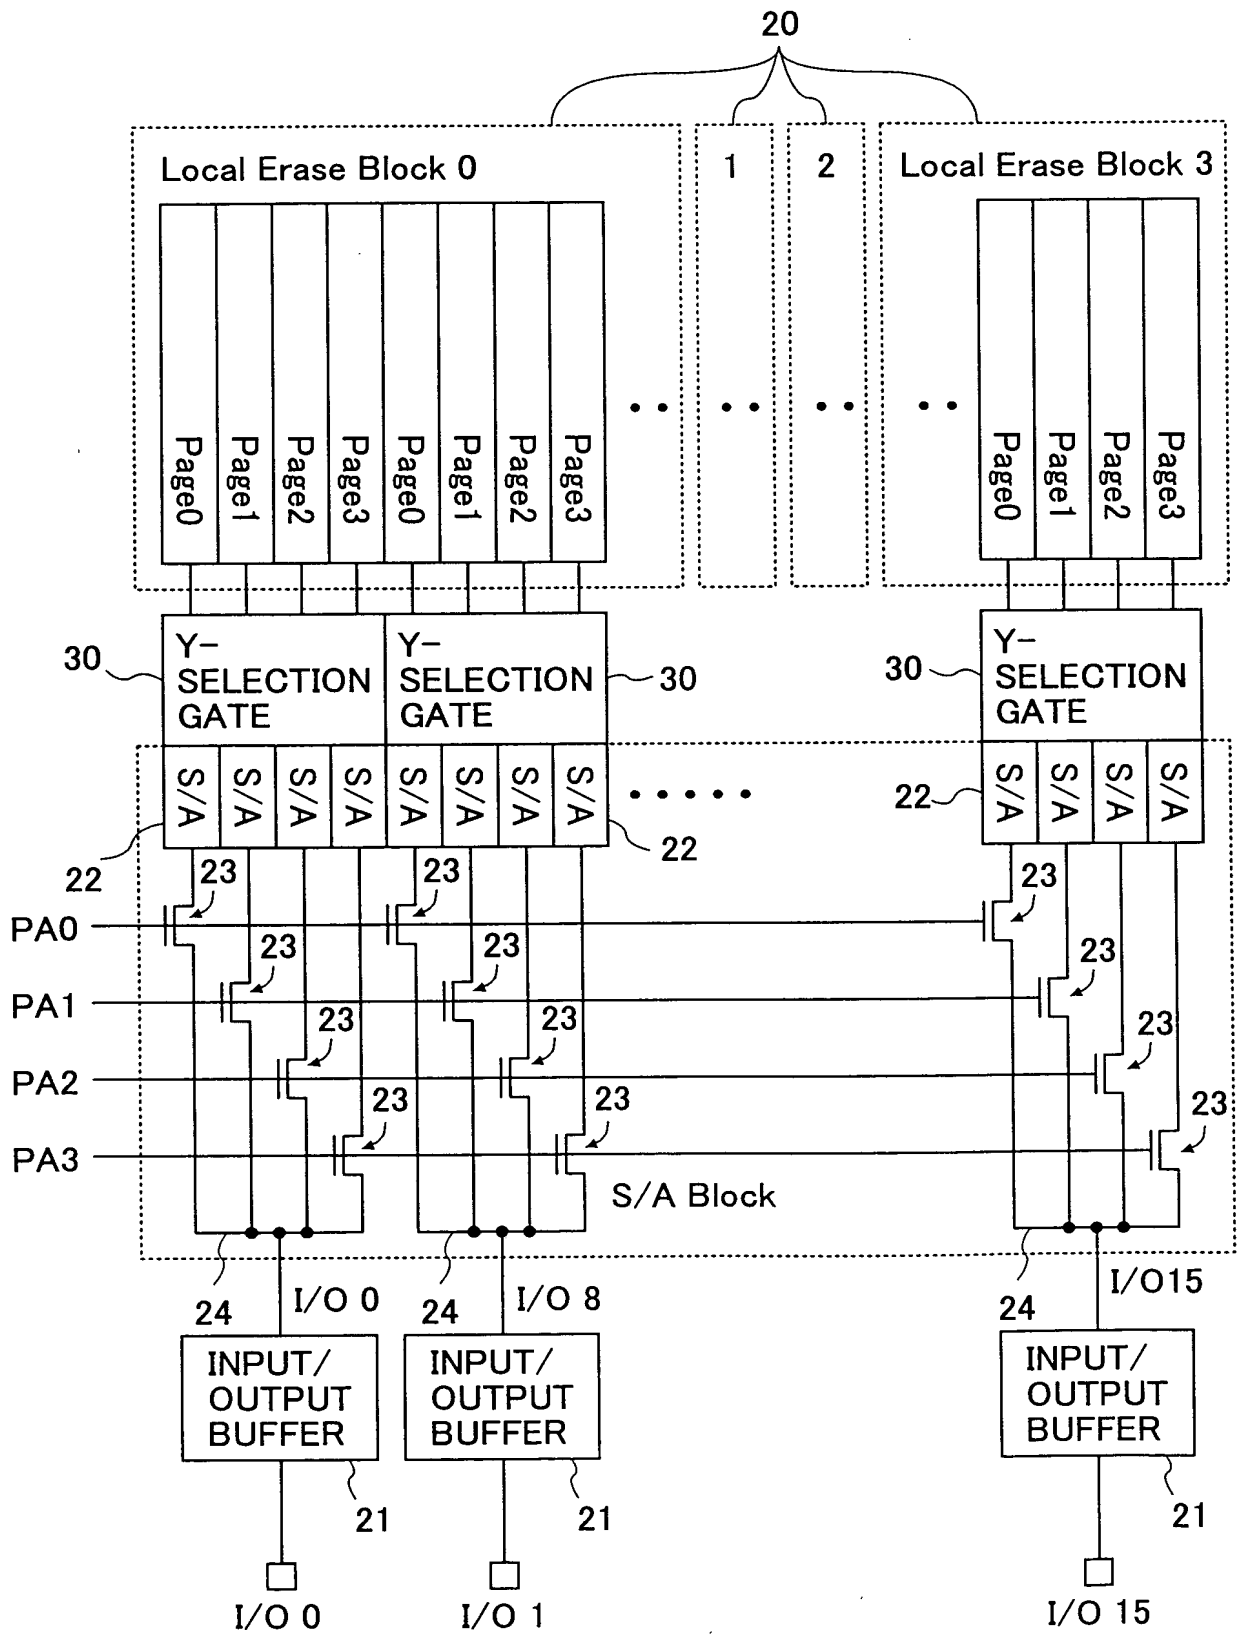 20
Local Erase Block 0
1
2
Local Erase Block 3
Page0
Page1
Page2
Page3
Page0
Page1
Page2
Page3
Page0
Page1
Page2
Page3
30
Y-
SELECTION
GATE
Y-
SELECTION
GATE
30
30
Y-
SELECTION
GATE
S/A
S/A
S/A
S/A
S/A
S/A
S/A
S/A
22
S/A
S/A
S/A
S/A
22
22
23
23
23
PA0
23
23
23
PA1
23
23
23
PA2
23
23
23
PA3
S/A Block
24
I/O 0
24
I/O 8
24
I/O15
INPUT/
OUTPUT
BUFFER
INPUT/
OUTPUT
BUFFER
INPUT/
OUTPUT
BUFFER
21
21
21
I/O 0
I/O 1
I/O 15